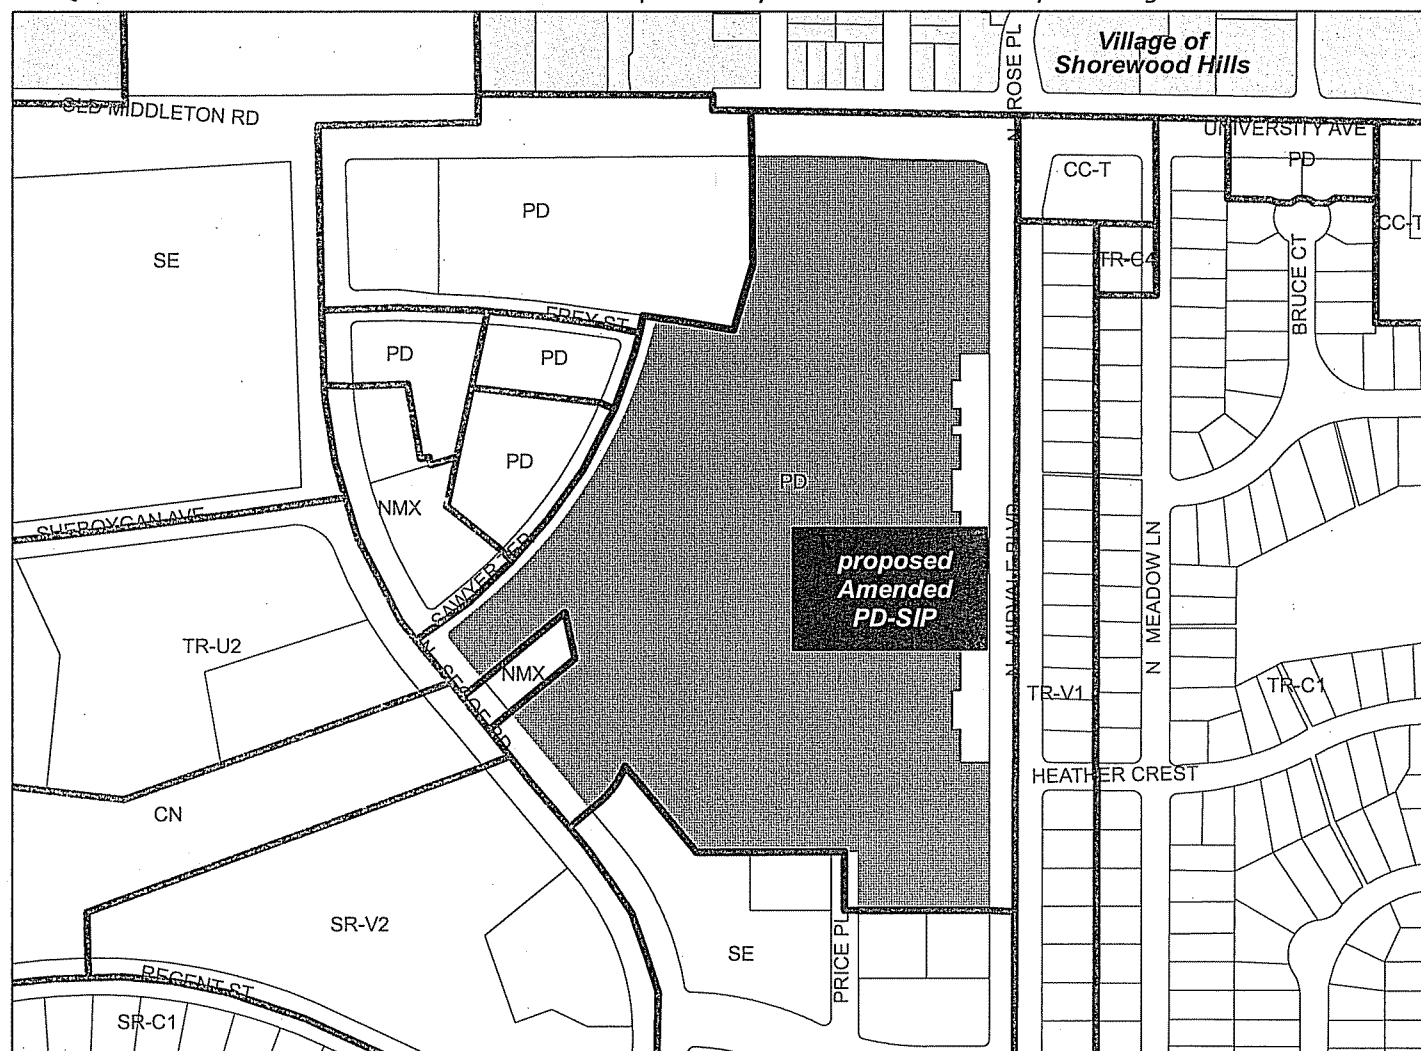 Village of
Shorewood Hills
N ROSE PL
OLD MIDDLETON RD
UNIVERSITY AVE
PD
CC-T
PD
CC-T
SE
TR-C4
BRUCE CT
FREY ST
PD
PD
PD
PD
NMX
SHEBOYGAN AVE
SAWYER TER
proposed
Amended
PD-SIP
N MIDVALE BLVD
N MEADOW LN
TR-U2
N SEGOE RD
NMX
TR-V1
TR-C1
HEATHER CREST
CN
SR-V2
SE
PRICE PL
REGENT ST
SR-C1